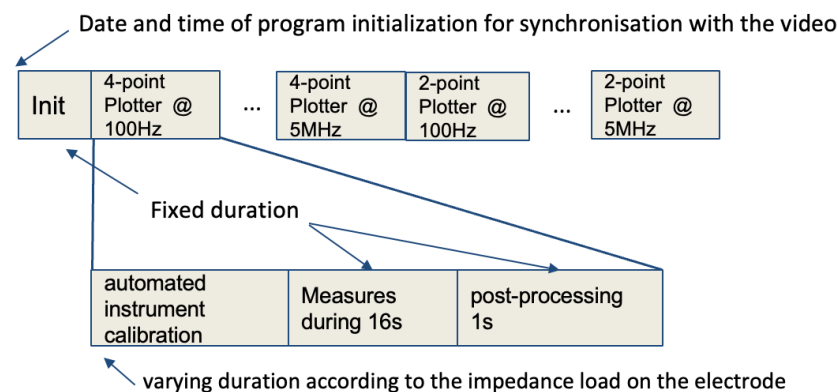 Date and time of program initialization for synchronisation with the video
Init
4-point
Plotter @
100Hz
...
4-point
Plotter @
5MHz
2-point
Plotter @
100Hz
...
2-point
Plotter @
5MHz
Fixed duration
automated
instrument
calibration
Measures
during 16s
post-processing
1s
varying duration according to the impedance load on the electrode